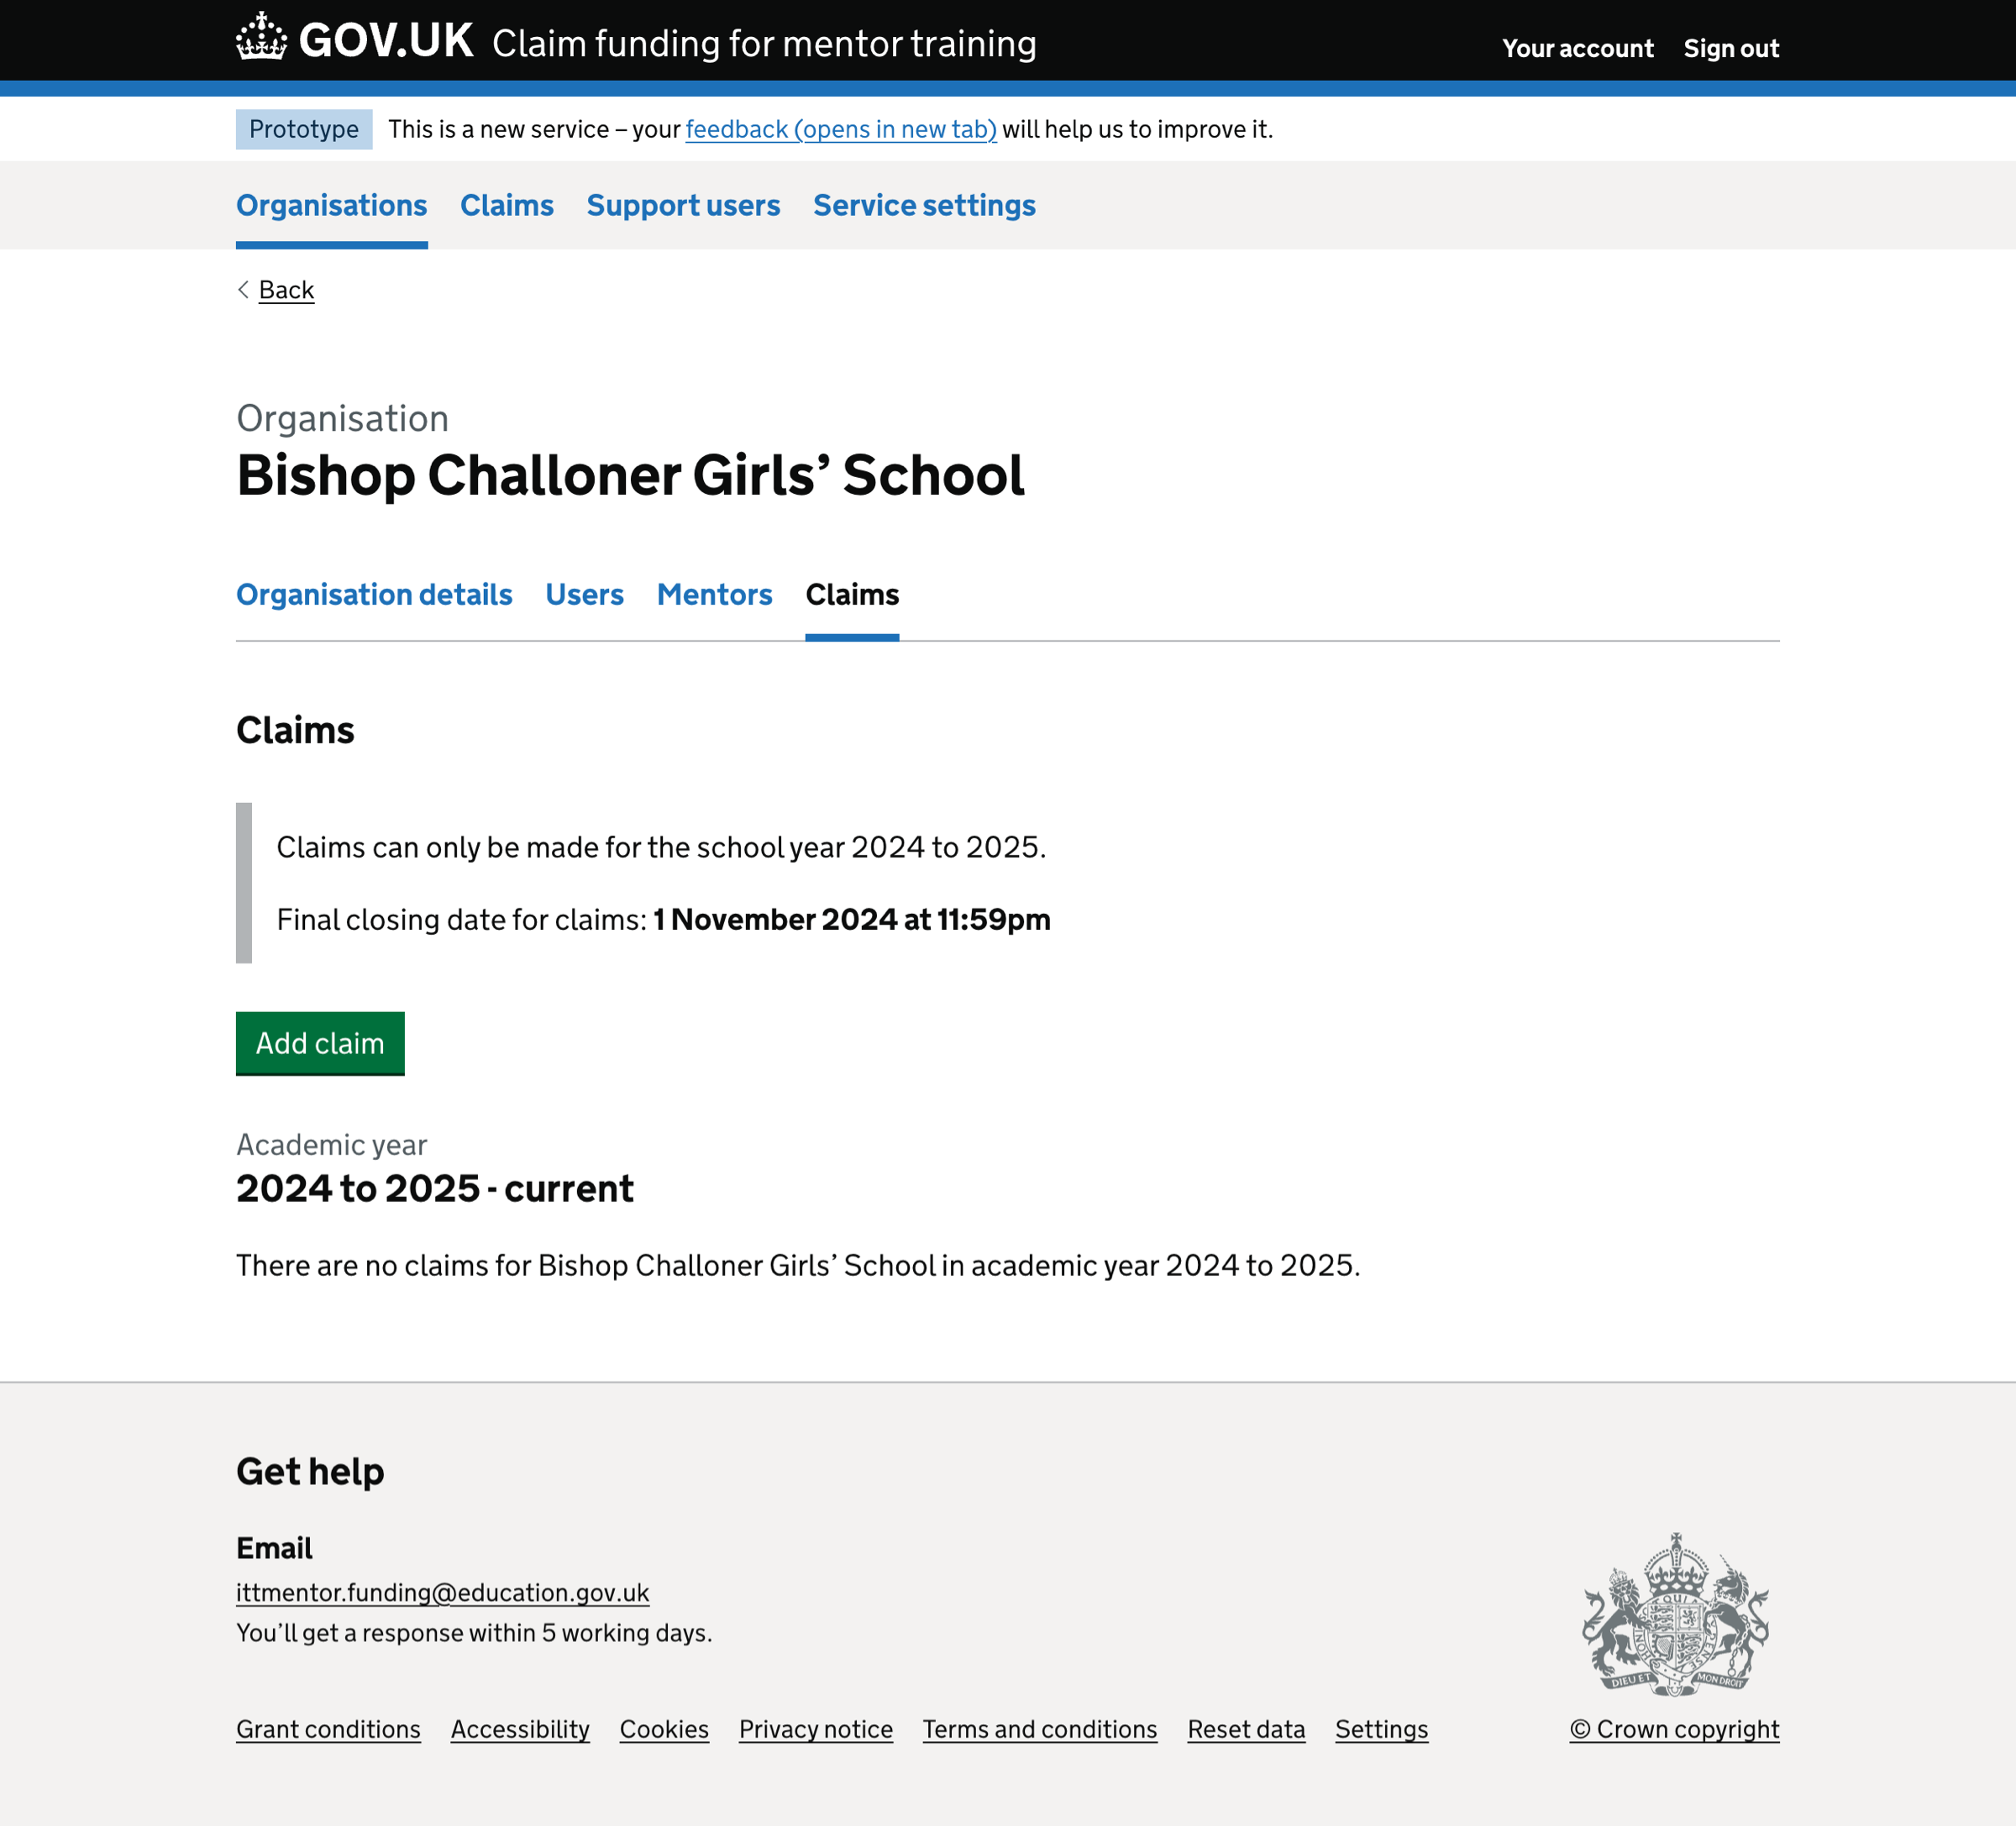 GOV.UK Claim funding for mentor training
Your account Sign out
Prototype This is a new service – your feedback (opens in new tab) will help us to improve it.
Organisations Claims Support users Service settings
Back
Organisation
Bishop Challoner Girls’ School
Organisation details Users Mentors Claims
Claims
Claims can only be made for the school year 2024 to 2025.
Final closing date for claims: 1 November 2024 at 11:59pm
Add claim
Academic year
2024 to 2025 - current
There are no claims for Bishop Challoner Girls’ School in academic year 2024 to 2025.
Get help
Email
ittmentor.funding@education.gov.uk
You’ll get a response within 5 working days.
DIEU ET MON DROIT
Grant conditions Accessibility Cookies Privacy notice Terms and conditions Reset data Settings
© Crown copyright